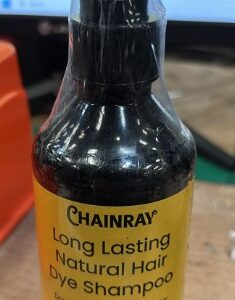 CHAINRAY
Long Lasting
Natural Hair
Dye Shampoo